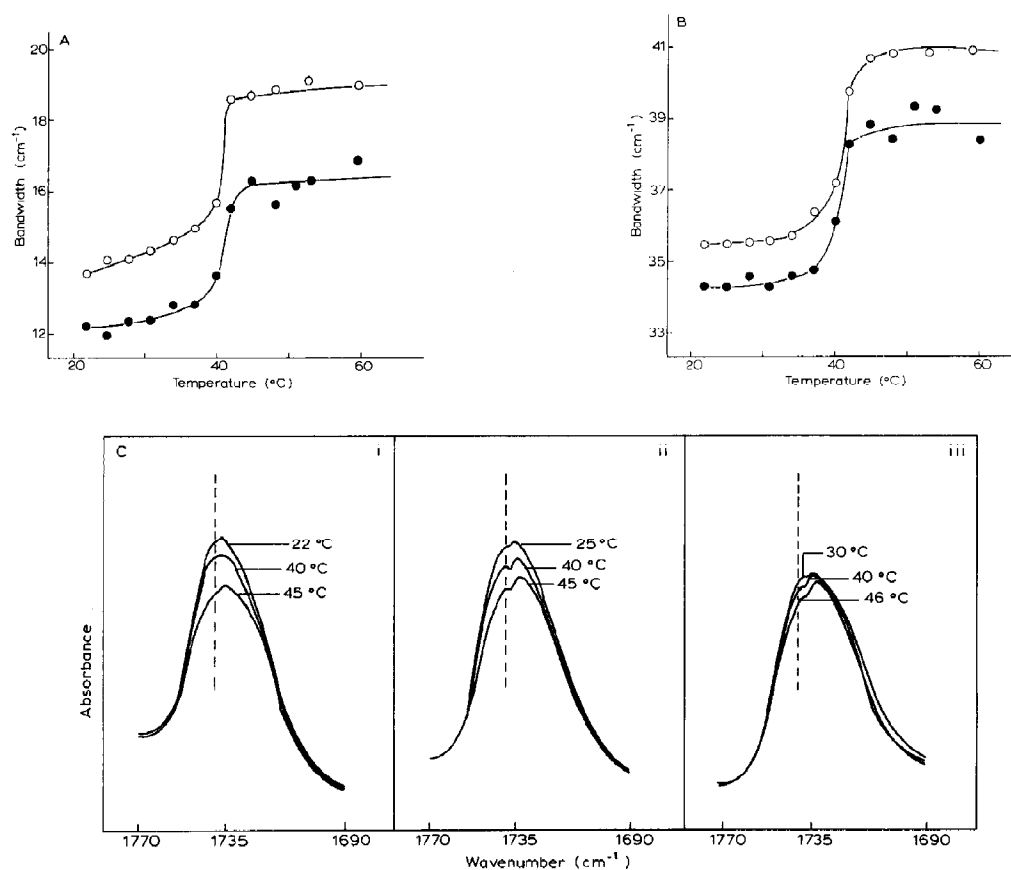 A
Bandwidth (cm⁻¹)
20
18
16
14
12
20
40
60
Temperature (°C)
B
Bandwidth (cm⁻¹)
41
39
37
35
33
20
40
60
Temperature (°C)
C
i
ii
iii
22 °C
40 °C
45 °C
25 °C
40 °C
45 °C
30 °C
40 °C
46 °C
Absorbance
1770
1735
1690
1770
1735
1690
1770
1735
1690
Wavenumber (cm⁻¹)